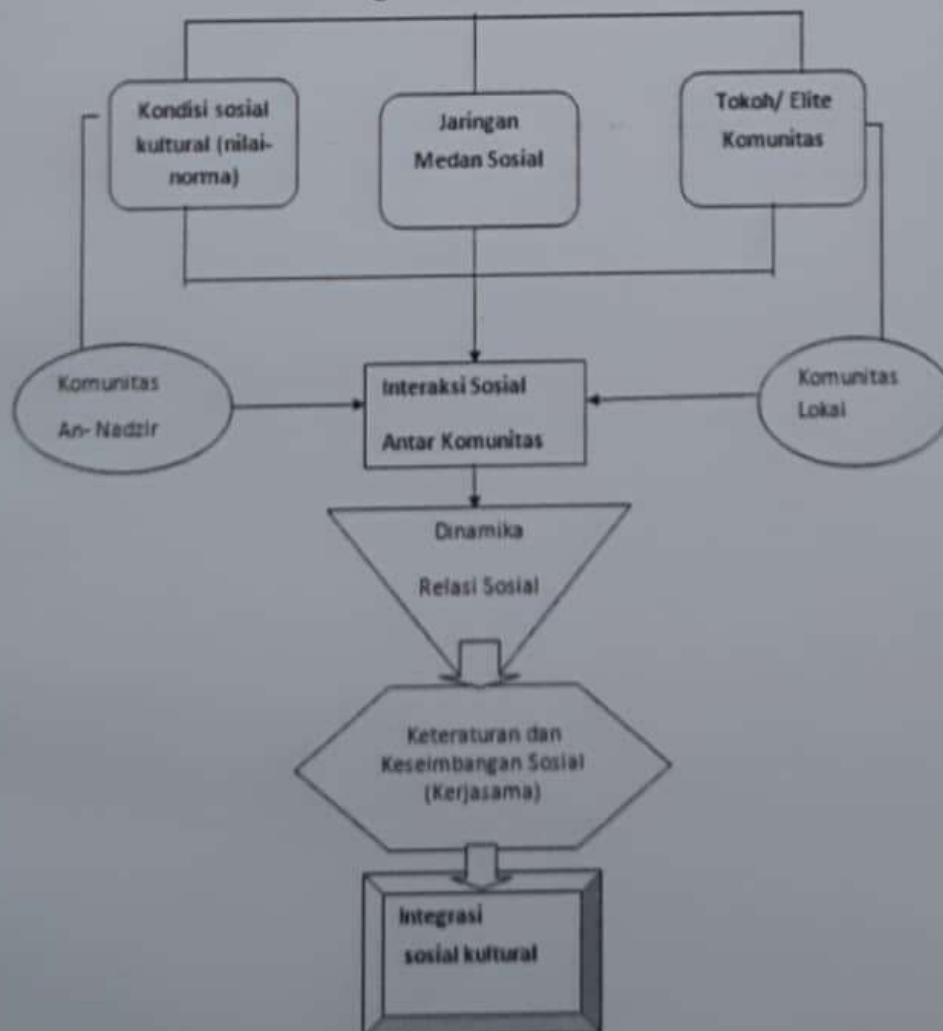 Kondisi sosial
kultural (nilai-
norma)
Jaringan
Medan Sosial
Tokoh/ Elite
Komunitas
Komunitas
An- Nadzir
Interaksi Sosial
Antar Komunitas
Komunitas
Lokal
Dinamika
Relasi Sosial
Keteraturan dan
Keseimbangan Sosial
(Kerjasama)
Integrasi
sosial kultural